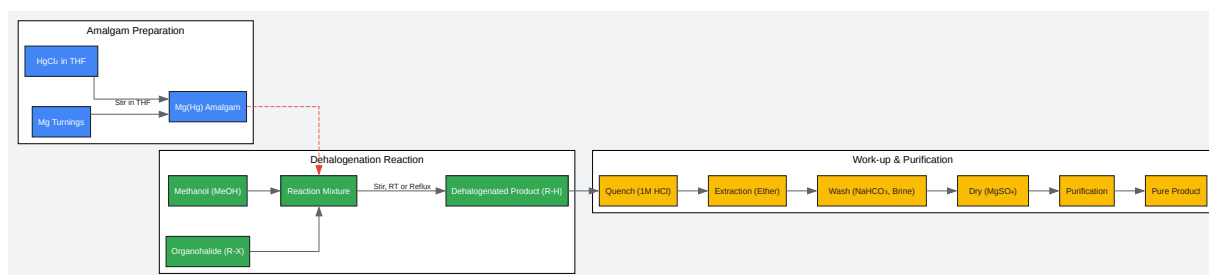 Amalgam Preparation
HgCl₂ in THF
Stir in THF
Mg(Hg) Amalgam
Mg Turnings
Dehalogenation Reaction
Methanol (MeOH)
Reaction Mixture
Stir, RT or Reflux
Dehalogenated Product (R-H)
Organohalide (R-X)
Work-up & Purification
Quench (1M HCl)
Extraction (Ether)
Wash (NaHCO₃, Brine)
Dry (MgSO₄)
Purification
Pure Product